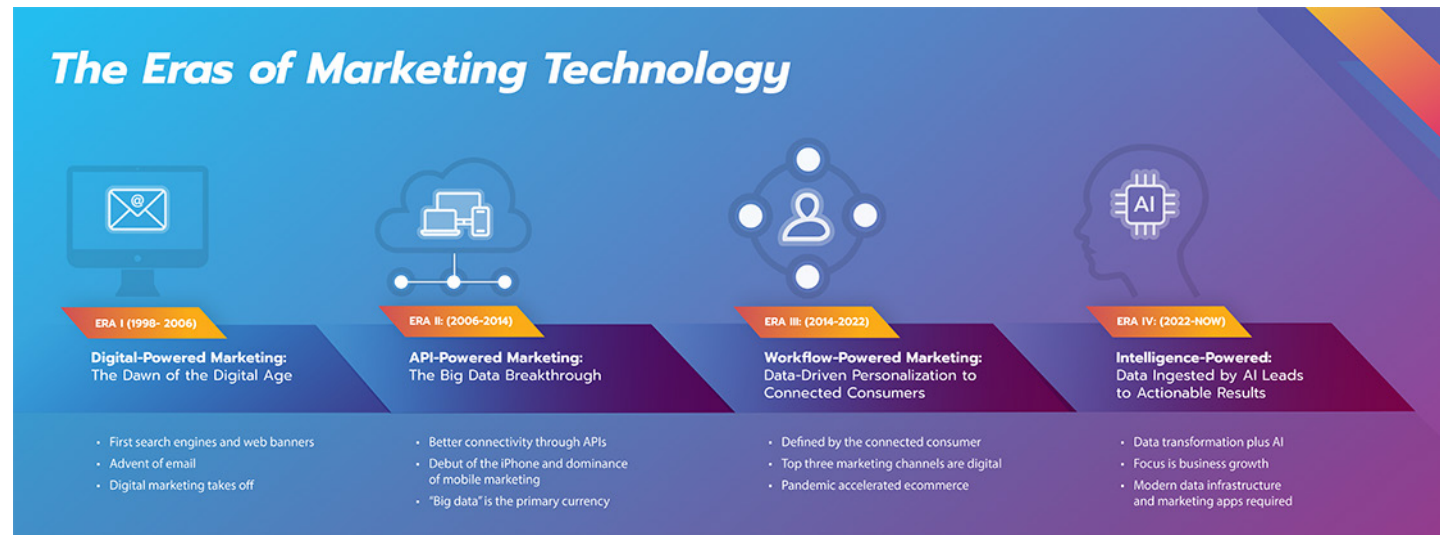 The Eras of Marketing Technology
@
AI
ERA I (1998- 2006)
Digital-Powered Marketing:
The Dawn of the Digital Age
• First search engines and web banners
• Advent of email
• Digital marketing takes off
ERA II: (2006-2014)
API-Powered Marketing:
The Big Data Breakthrough
• Better connectivity through APIs
• Debut of the iPhone and dominance
of mobile marketing
• "Big data" is the primary currency
ERA III: (2014-2022)
Workflow-Powered Marketing:
Data-Driven Personalization to
Connected Consumers
• Defined by the connected consumer
• Top three marketing channels are digital
• Pandemic accelerated ecommerce
ERA IV: (2022-NOW)
Intelligence-Powered:
Data Ingested by AI Leads
to Actionable Results
• Data transformation plus AI
• Focus is business growth
• Modern data infrastructure
and marketing apps required